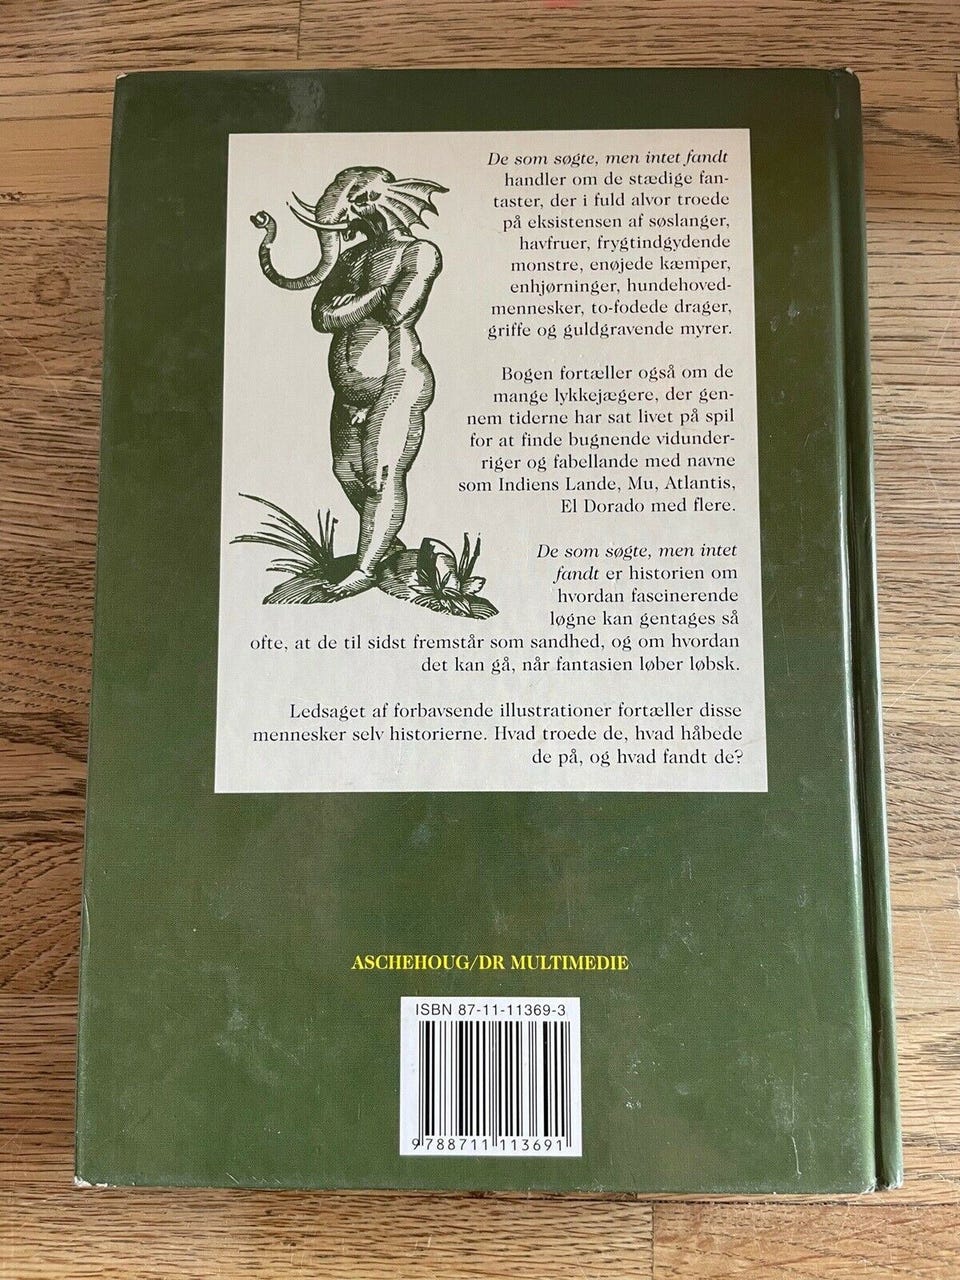 De som søgte, men intet fandt
handler om de stædige fan-
taster, der i fuld alvor troede
på eksistensen af søslanger,
havfruer, frygtindgydende
monstre, enøjede kæmper,
enhjørninger, hundehoved-
mennesker, to-fodede drager,
griffe og guldgravende myrer.
Bogen fortæller også om de
mange lykkejægere, der gen-
nem tiderne har sat livet på spil
for at finde bugnende vidunder-
riger og fabellande med navne
som Indiens Lande, Mu, Atlantis,
El Dorado med flere.
De som søgte, men intet
fandt er historien om
hvordan fascinerende
løgne kan gentages så
ofte, at de til sidst fremstår som sandhed, og om hvordan
det kan gå, når fantasien løber løbsk.
Ledsaget af forbavsende illustrationer fortæller disse
mennesker selv historierne. Hvad troede de, hvad håbede
de på, og hvad fandt de?
ASCHEHOUG/DR MULTIMEDIE
ISBN 87-11-11369-3
9788711113691